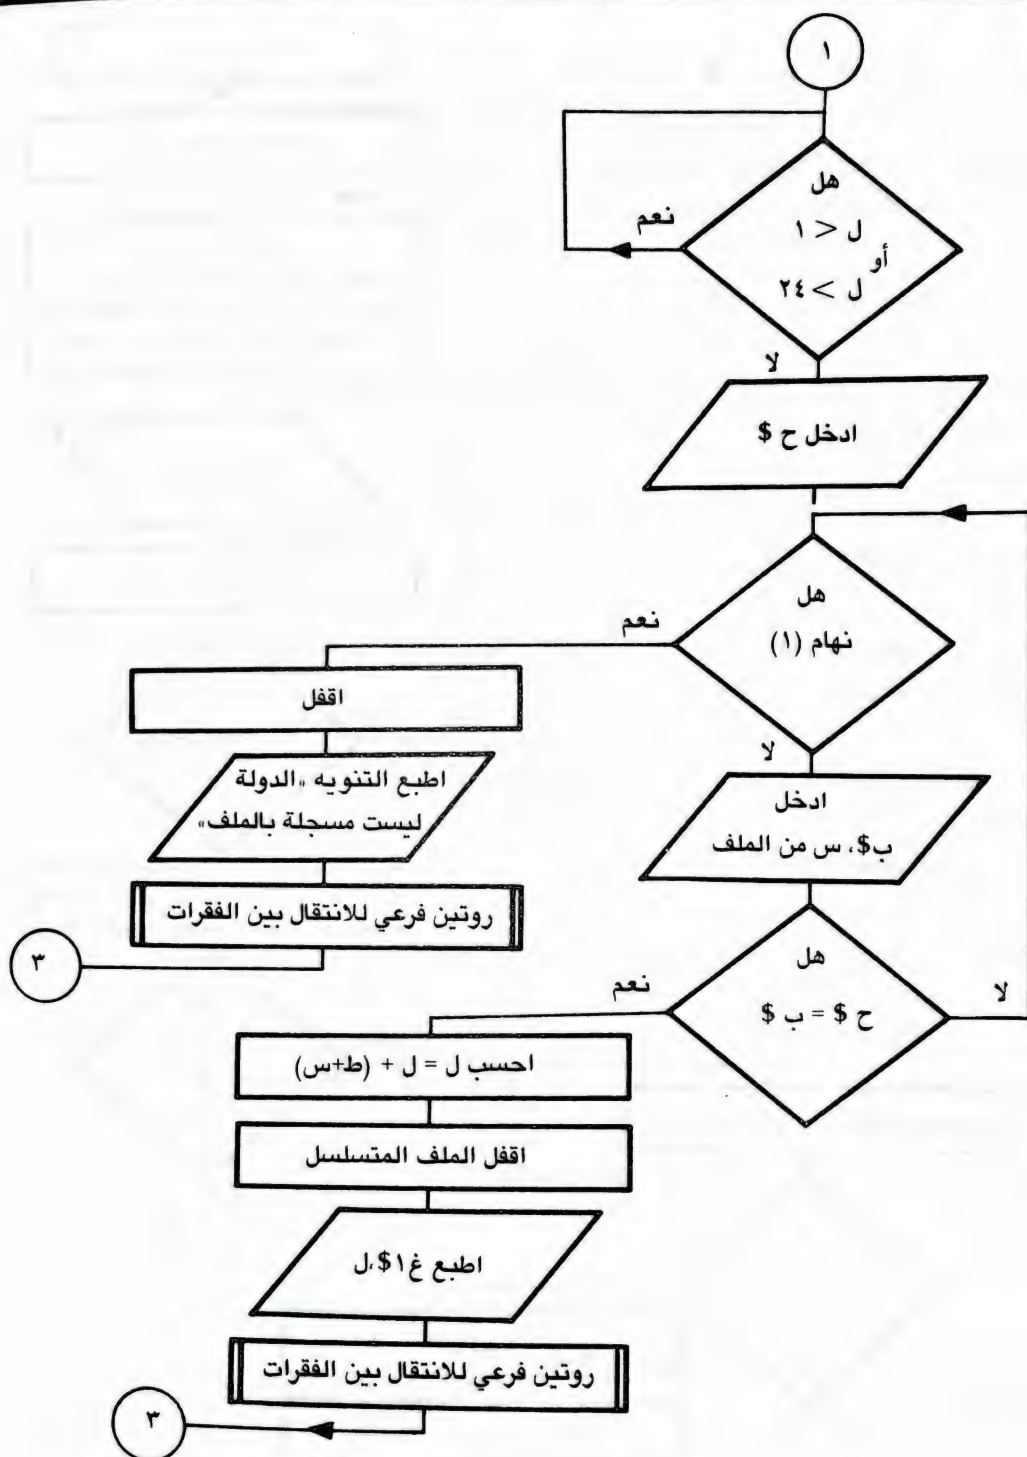 ١
هل
ل < ١
أو
ل > ٢٤
نعم
لا
ادخل ح $
هل
نهام (١)
نعم
لا
اقفل
اطبع التنويه «الدولة
ليست مسجلة بالملف»
روتين فرعي للانتقال بين الفقرات
٣
ادخل
ب$، س من الملف
هل
ح $ = ب $
نعم
لا
احسب ل = ل + (ط+س)
اقفل الملف المتسلسل
اطبع غ١$،ل
روتين فرعي للانتقال بين الفقرات
٣